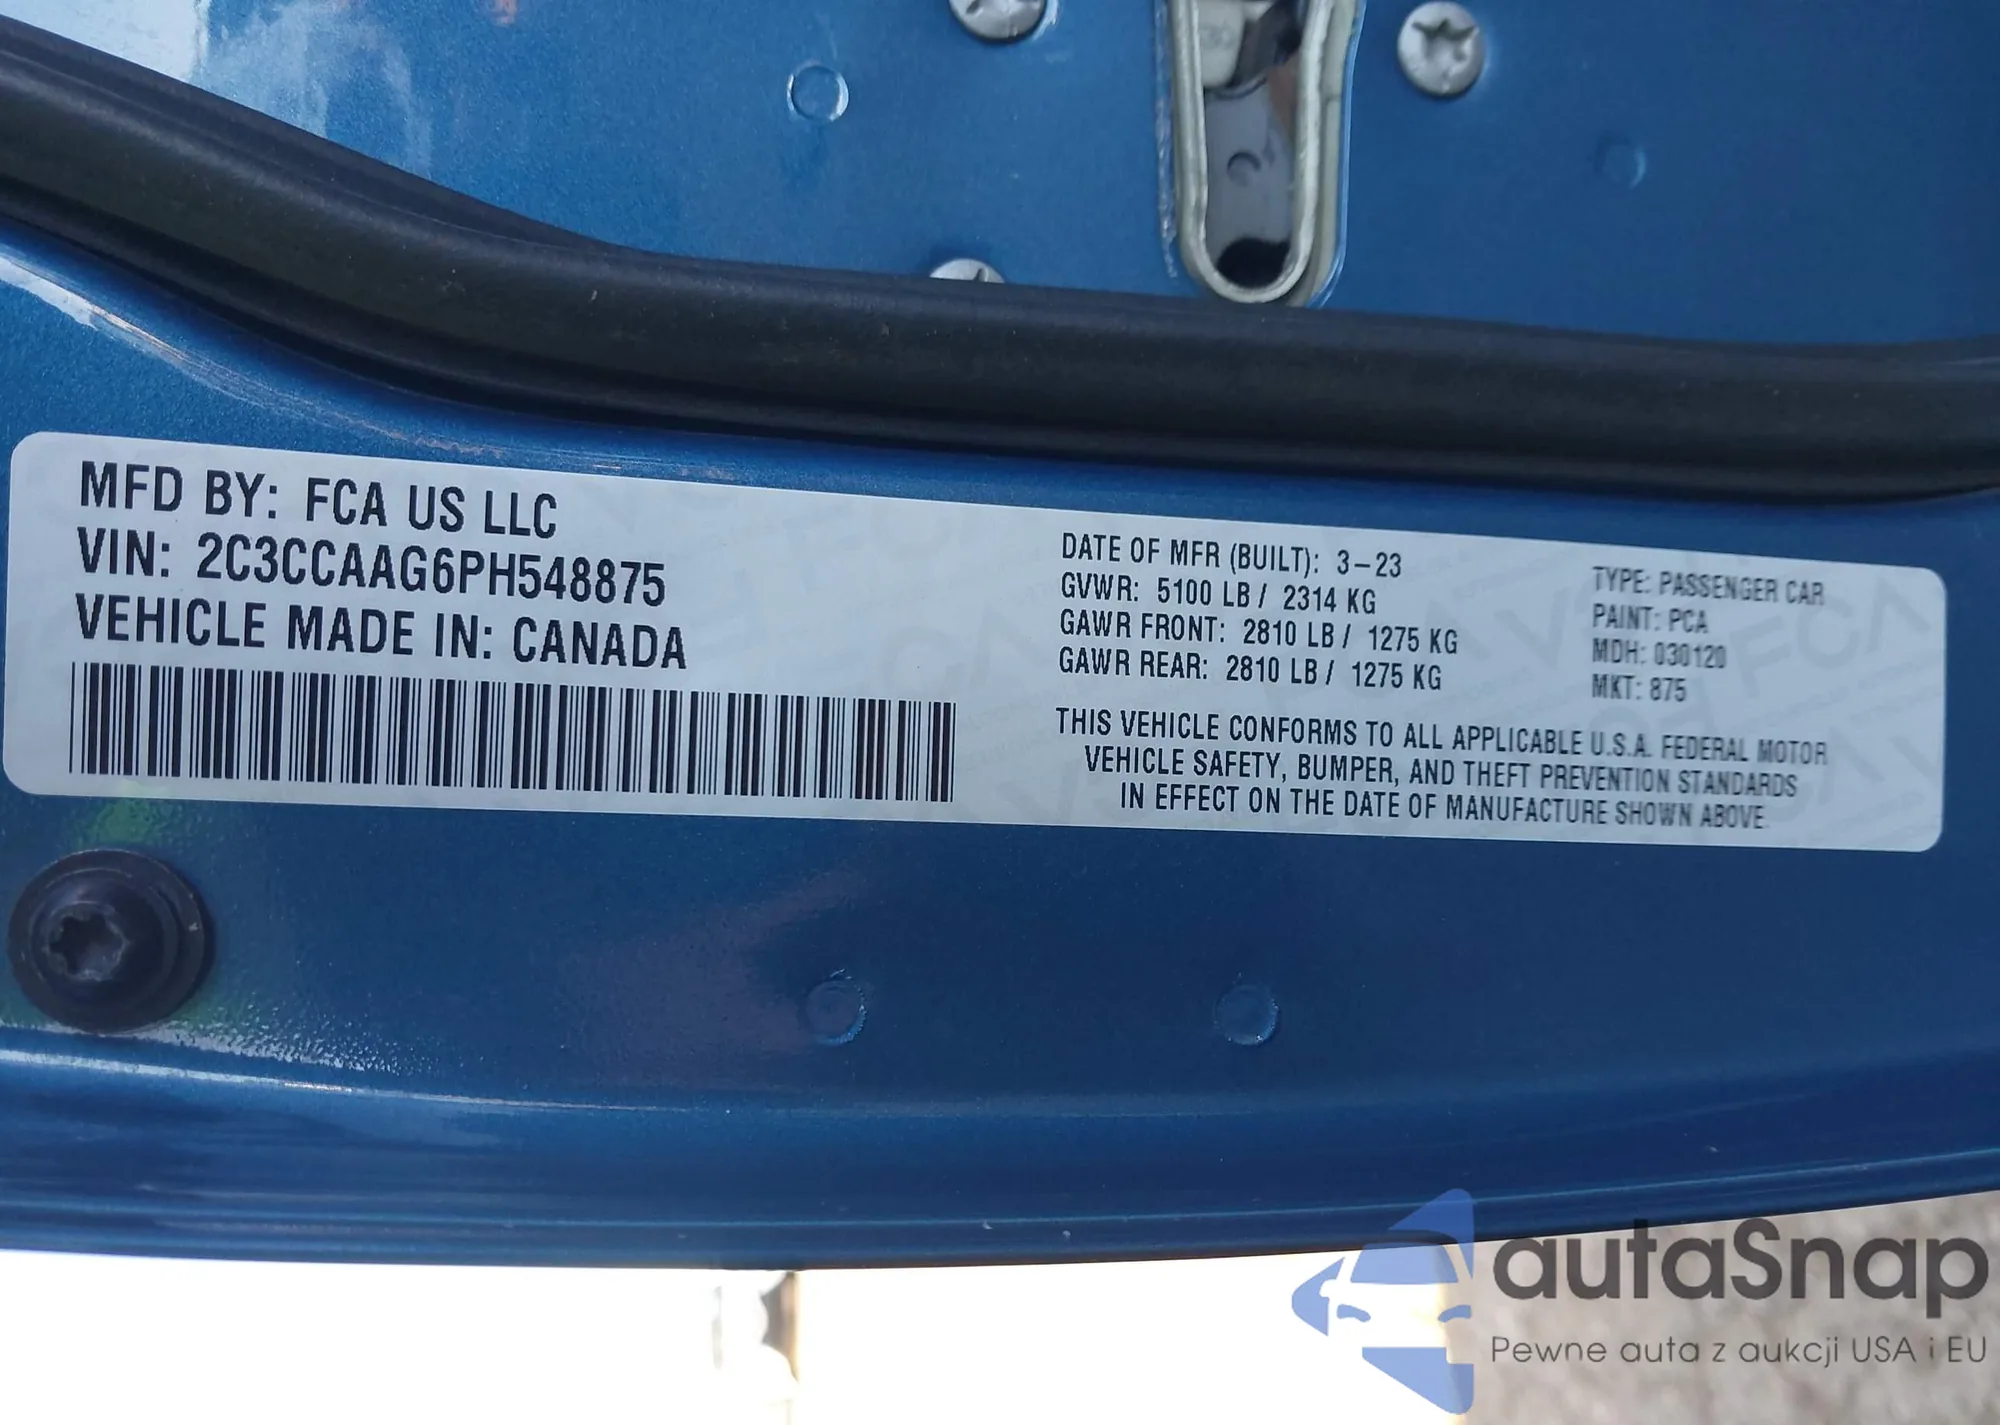 MFD BY: FCA US LLC
VIN: 2C3CCAAG6PH548875
VEHICLE MADE IN: CANADA
DATE OF MFR (BUILT): 3-23
GVWR: 5100 LB / 2314 KG
GAWR FRONT: 2810 LB / 1275 KG
GAWR REAR: 2810 LB / 1275 KG
TYPE: PASSENGER CAR
PAINT: PCA
MDH: 030120
MKT: 875
THIS VEHICLE CONFORMS TO ALL APPLICABLE U.S.A. FEDERAL MOTOR
VEHICLE SAFETY, BUMPER, AND THEFT PREVENTION STANDARDS
IN EFFECT ON THE DATE OF MANUFACTURE SHOWN ABOVE.
autaSnap
Pewne auta z aukcji USA i EU